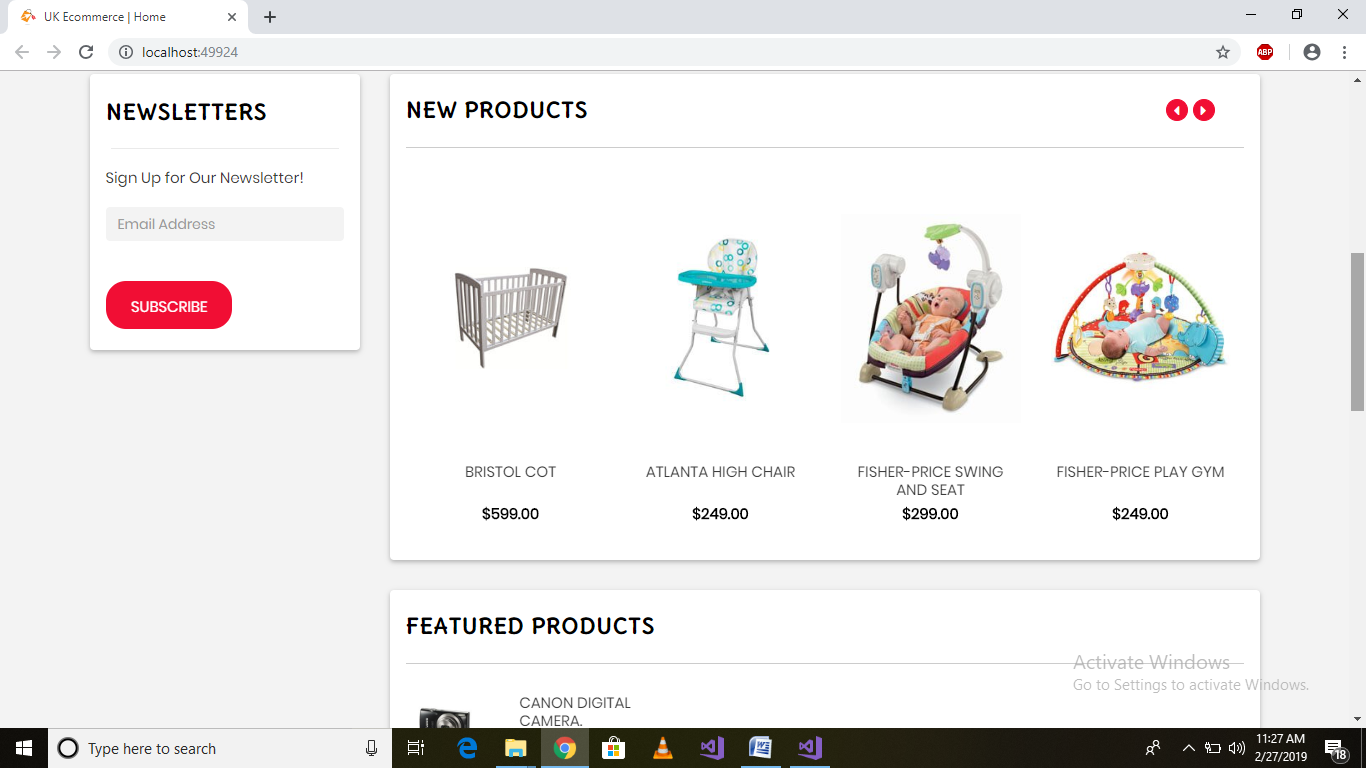 UK Ecommerce | Home
localhost:49924
ABP
NEWSLETTERS
Sign Up for Our Newsletter!
Email Address
SUBSCRIBE
NEW PRODUCTS
BRISTOL COT
$599.00
ATLANTA HIGH CHAIR
$249.00
FISHER-PRICE SWING
AND SEAT
$299.00
FISHER-PRICE PLAY GYM
$249.00
FEATURED PRODUCTS
CANON DIGITAL
CAMERA.
Activate Windows
Go to Settings to activate Windows.
Type here to search
11:27 AM
2/27/2019
18